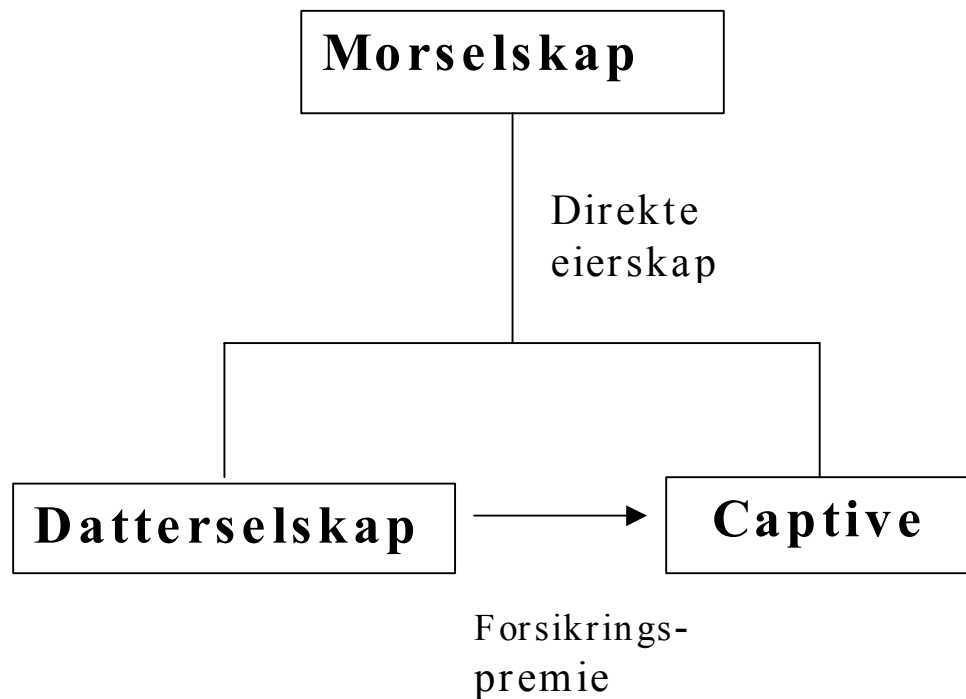 Morselskap
Direkte
eierskap
Datterselskap
Captive
Forsikrings-
premie